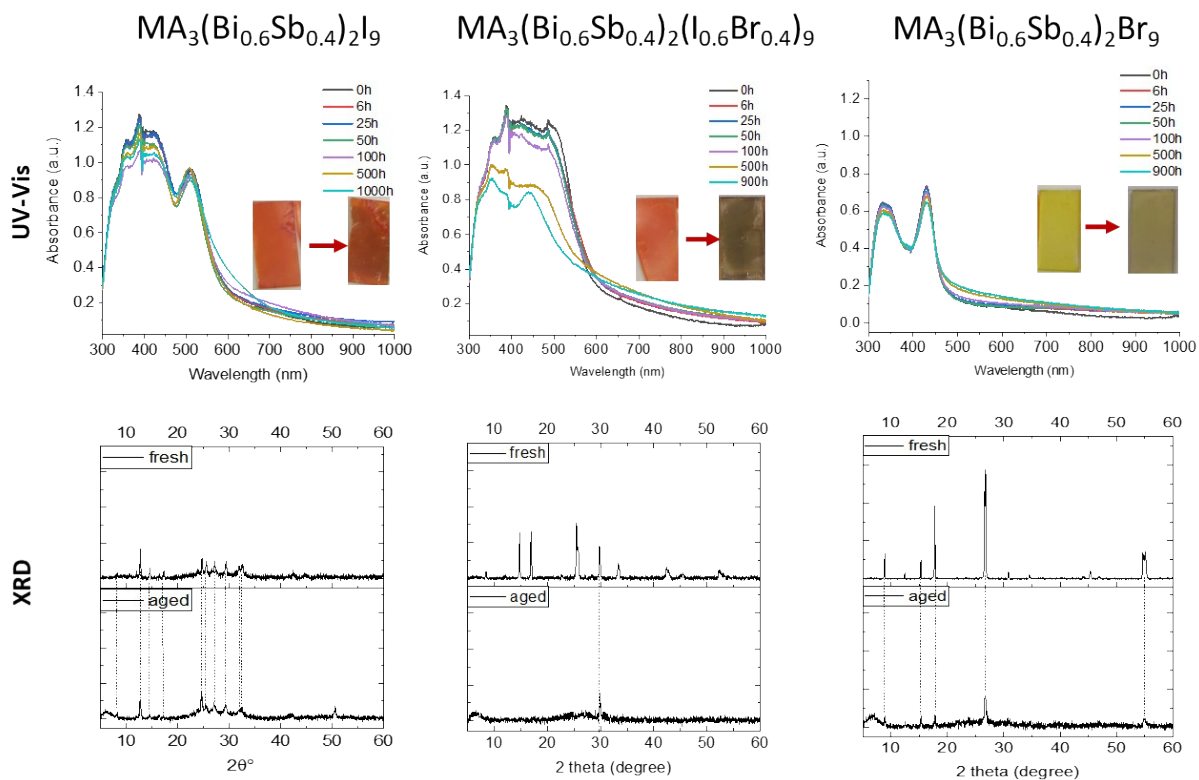 MA₃(Bi₀.₆Sb₀.₄)₂I₉
MA₃(Bi₀.₆Sb₀.₄)₂(I₀.₆Br₀.₄)₉
MA₃(Bi₀.₆Sb₀.₄)₂Br₉
UV-Vis
Absorbance (a.u.)
1.4
1.2
1.0
0.8
0.6
0.4
0.2
0h
6h
25h
50h
100h
500h
1000h
300 400 500 600 700 800 900 1000
Wavelength (nm)
Absorbance (a.u.)
1.4
1.2
1.0
0.8
0.6
0.4
0.2
0h
6h
25h
50h
100h
500h
900h
300 400 500 600 700 800 900 1000
Wavelength (nm)
Absorbance (a.u.)
1.2
1.0
0.8
0.6
0.4
0.2
0.0
0h
6h
25h
50h
100h
500h
900h
300 400 500 600 700 800 900 1000
Wavelength (nm)
XRD
10 20 30 40 50 60
fresh
aged
10 20 30 40 50 60
2θ°
10 20 30 40 50 60
fresh
aged
10 20 30 40 50 60
2 theta (degree)
10 20 30 40 50 60
fresh
aged
10 20 30 40 50 60
2 theta (degree)